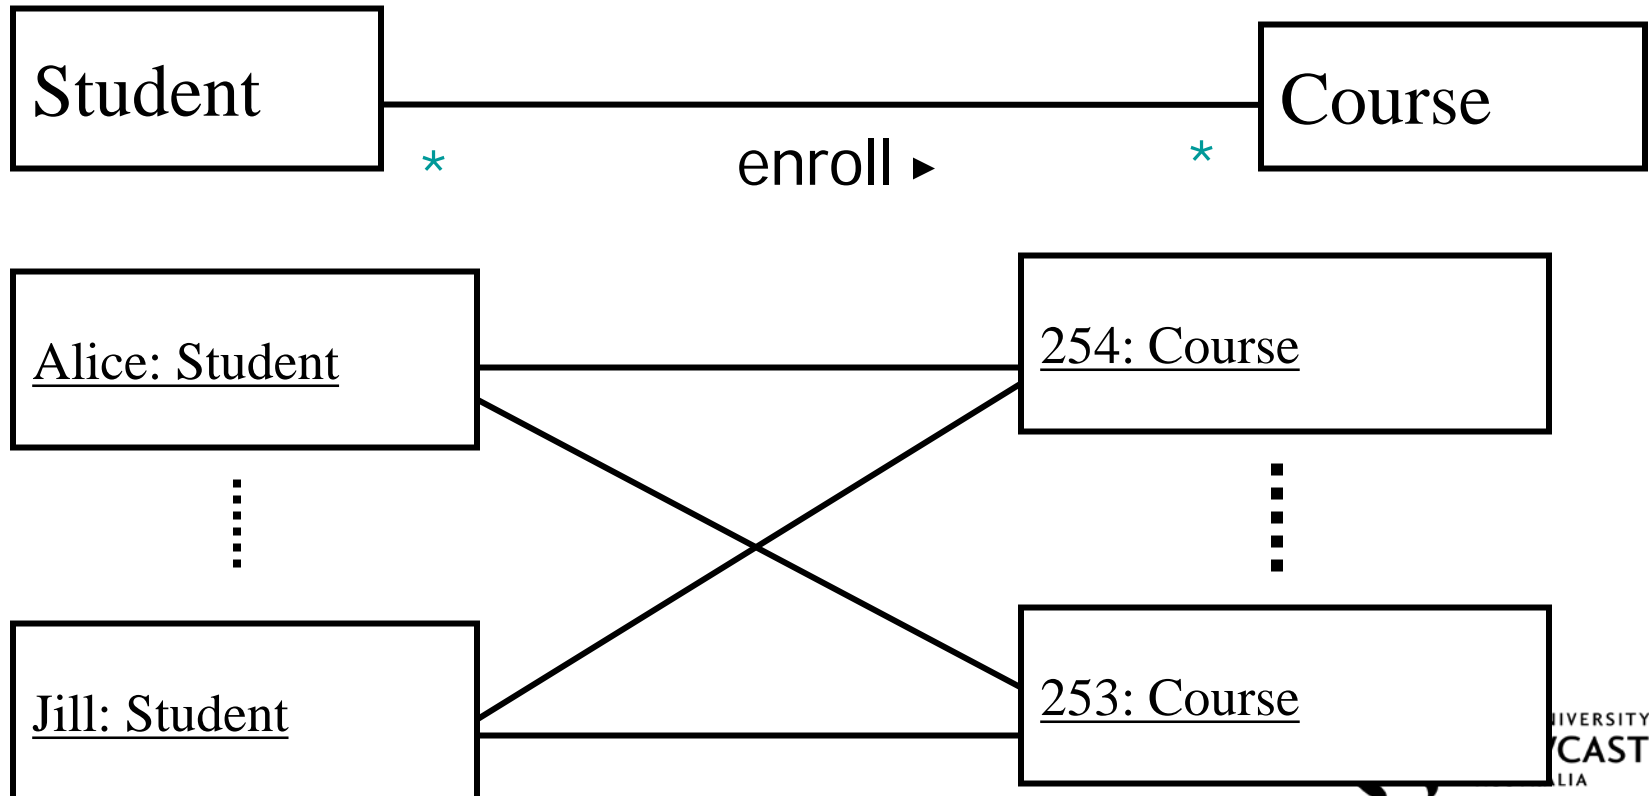 Student
Course
* enroll ► *
Alice: Student
254: Course
Jill: Student
253: Course